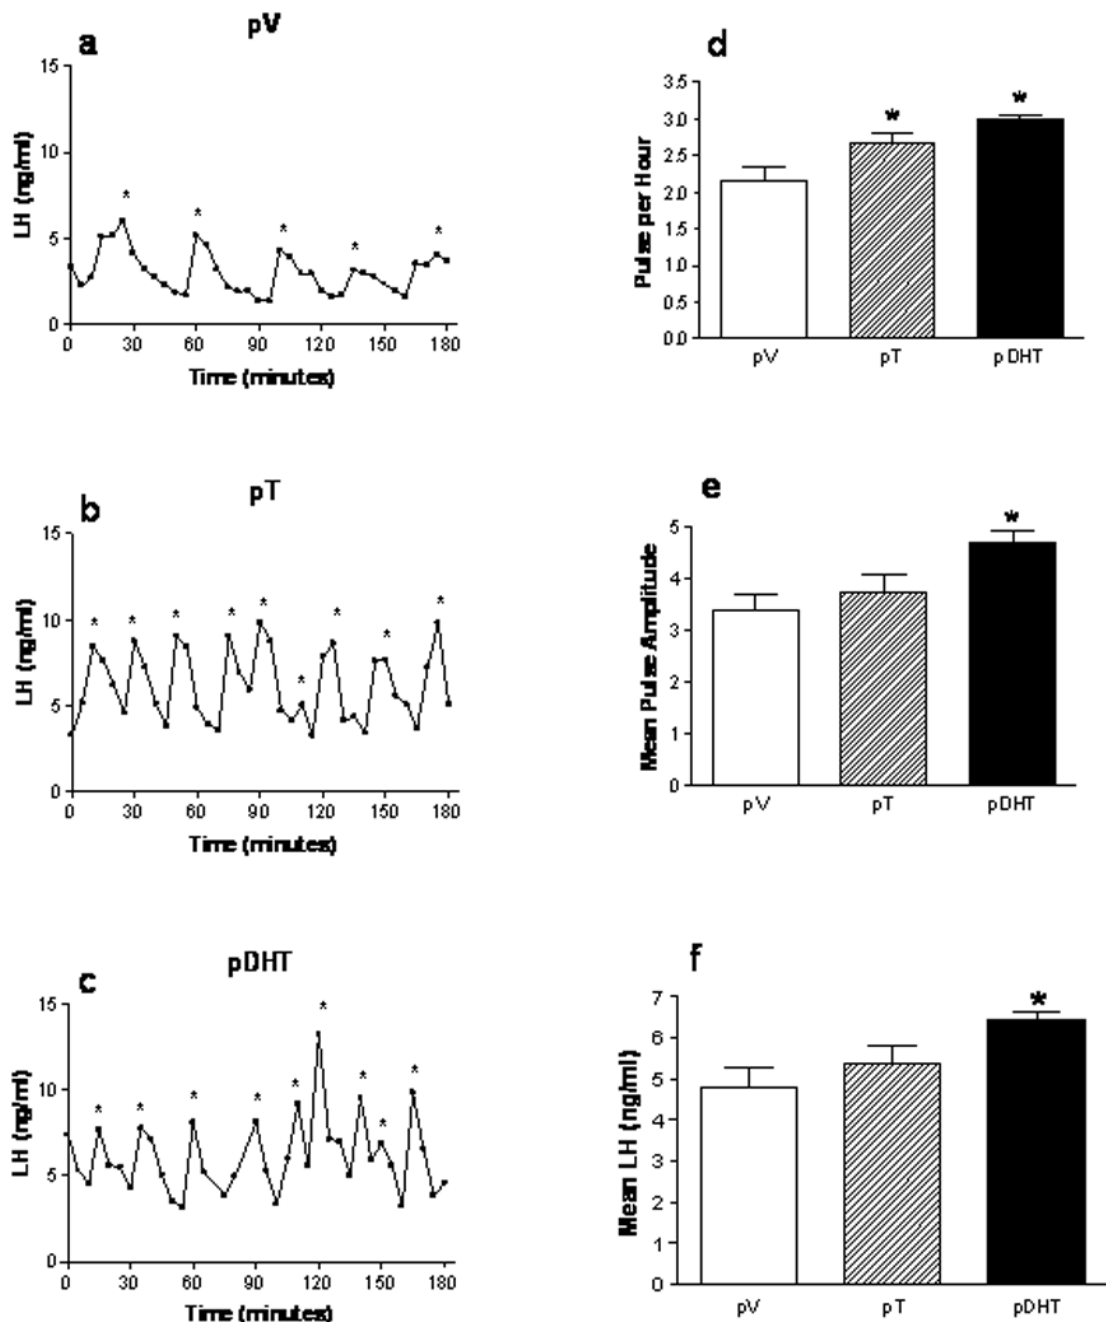 a
pV
15
10
5
0
LH (ng/ml)
*
*
*
*
*
0 30 60 90 120 150 180
Time (minutes)
d
3.5
3.0
2.5
2.0
1.5
1.0
0.5
0.0
Pulse per Hour
*
*
pV pT pDHT
b
pT
15
10
5
0
LH (ng/ml)
*
*
*
*
*
*
*
*
*
0 30 60 90 120 150 180
Time (minutes)
e
5
4
3
2
1
0
Mean Pulse Amplitude
*
pV pT pDHT
c
pDHT
15
10
5
0
LH (ng/ml)
*
*
*
*
*
*
*
*
*
0 30 60 90 120 150 180
Time (minutes)
f
7
6
5
4
3
2
1
0
Mean LH (ng/ml)
*
pV pT pDHT